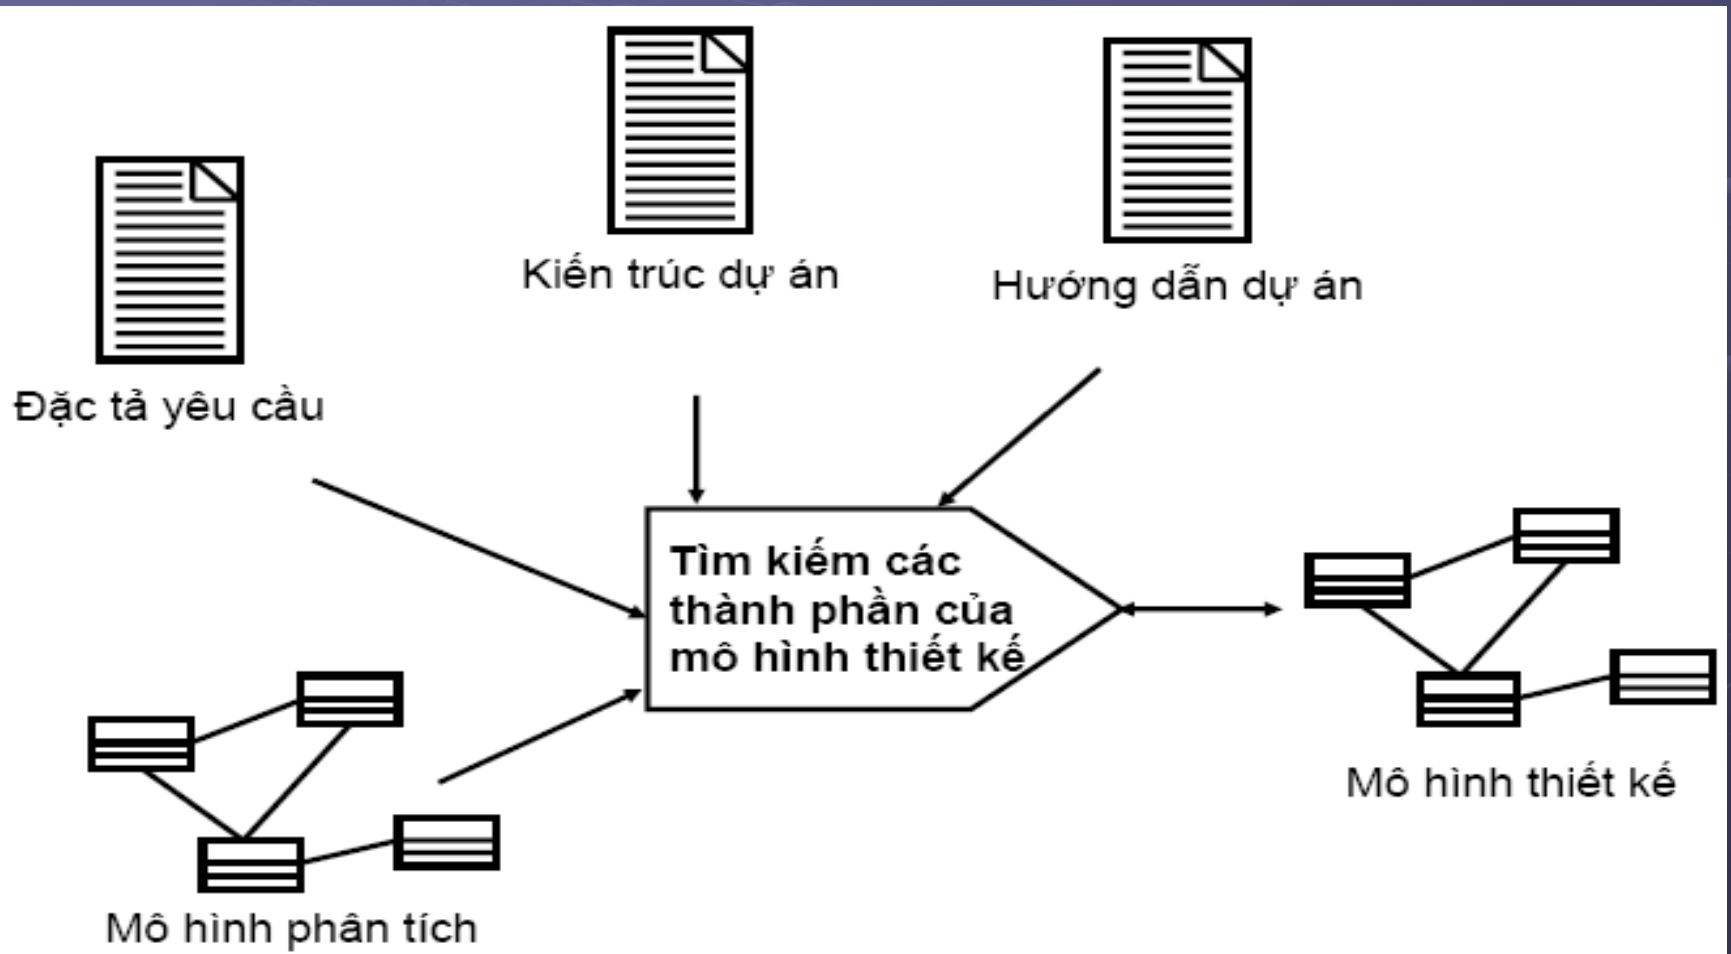 Kiến trúc dự án
Hướng dẫn dự án
Đặc tả yêu cầu
Tìm kiếm các
thành phần của
mô hình thiết kế
Mô hình thiết kế
Mô hình phân tích